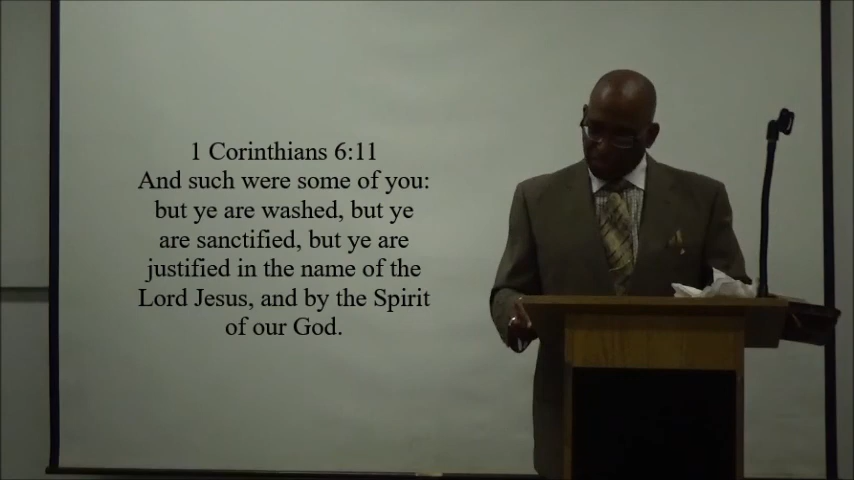 1 Corinthians 6:11
And such were some of you:
but ye are washed, but ye
are sanctified, but ye are
justified in the name of the
Lord Jesus, and by the Spirit
of our God.